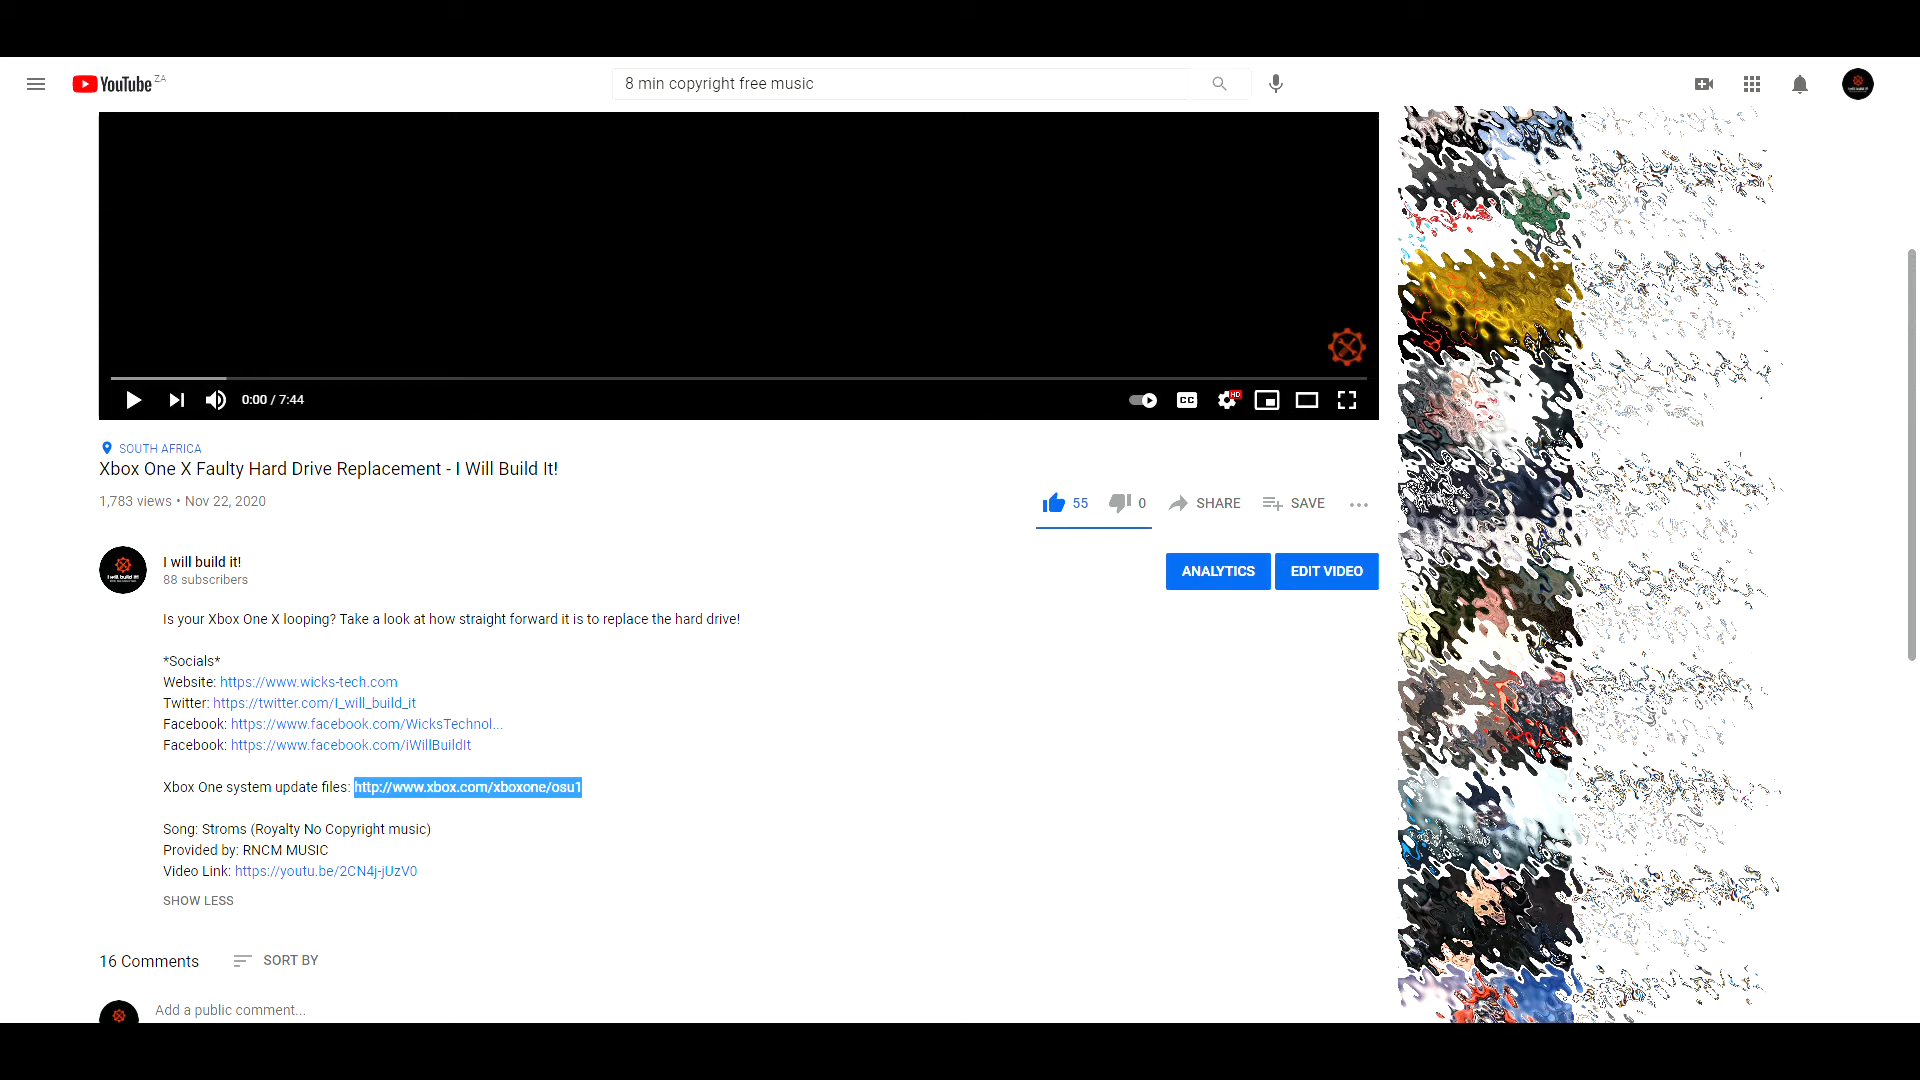 YouTube ZA
8 min copyright free music
HD
CC
0:00 / 7:44
SOUTH AFRICA
Xbox One X Faulty Hard Drive Replacement - I Will Build It!
1,783 views • Nov 22, 2020
55
0
SHARE
SAVE
I will build it!
88 subscribers
ANALYTICS
EDIT VIDEO
Is your Xbox One X looping? Take a look at how straight forward it is to replace the hard drive!
*Socials*
Website: https://www.wicks-tech.com
Twitter: https://twitter.com/I_will_build_it
Facebook: https://www.facebook.com/WicksTechnol...
Facebook: https://www.facebook.com/iWillBuildIt
Xbox One system update files: http://www.xbox.com/xboxone/osu1
Song: Stroms (Royalty No Copyright music)
Provided by: RNCM MUSIC
Video Link: https://youtu.be/2CN4j-jUzV0
SHOW LESS
16 Comments
SORT BY
Add a public comment...